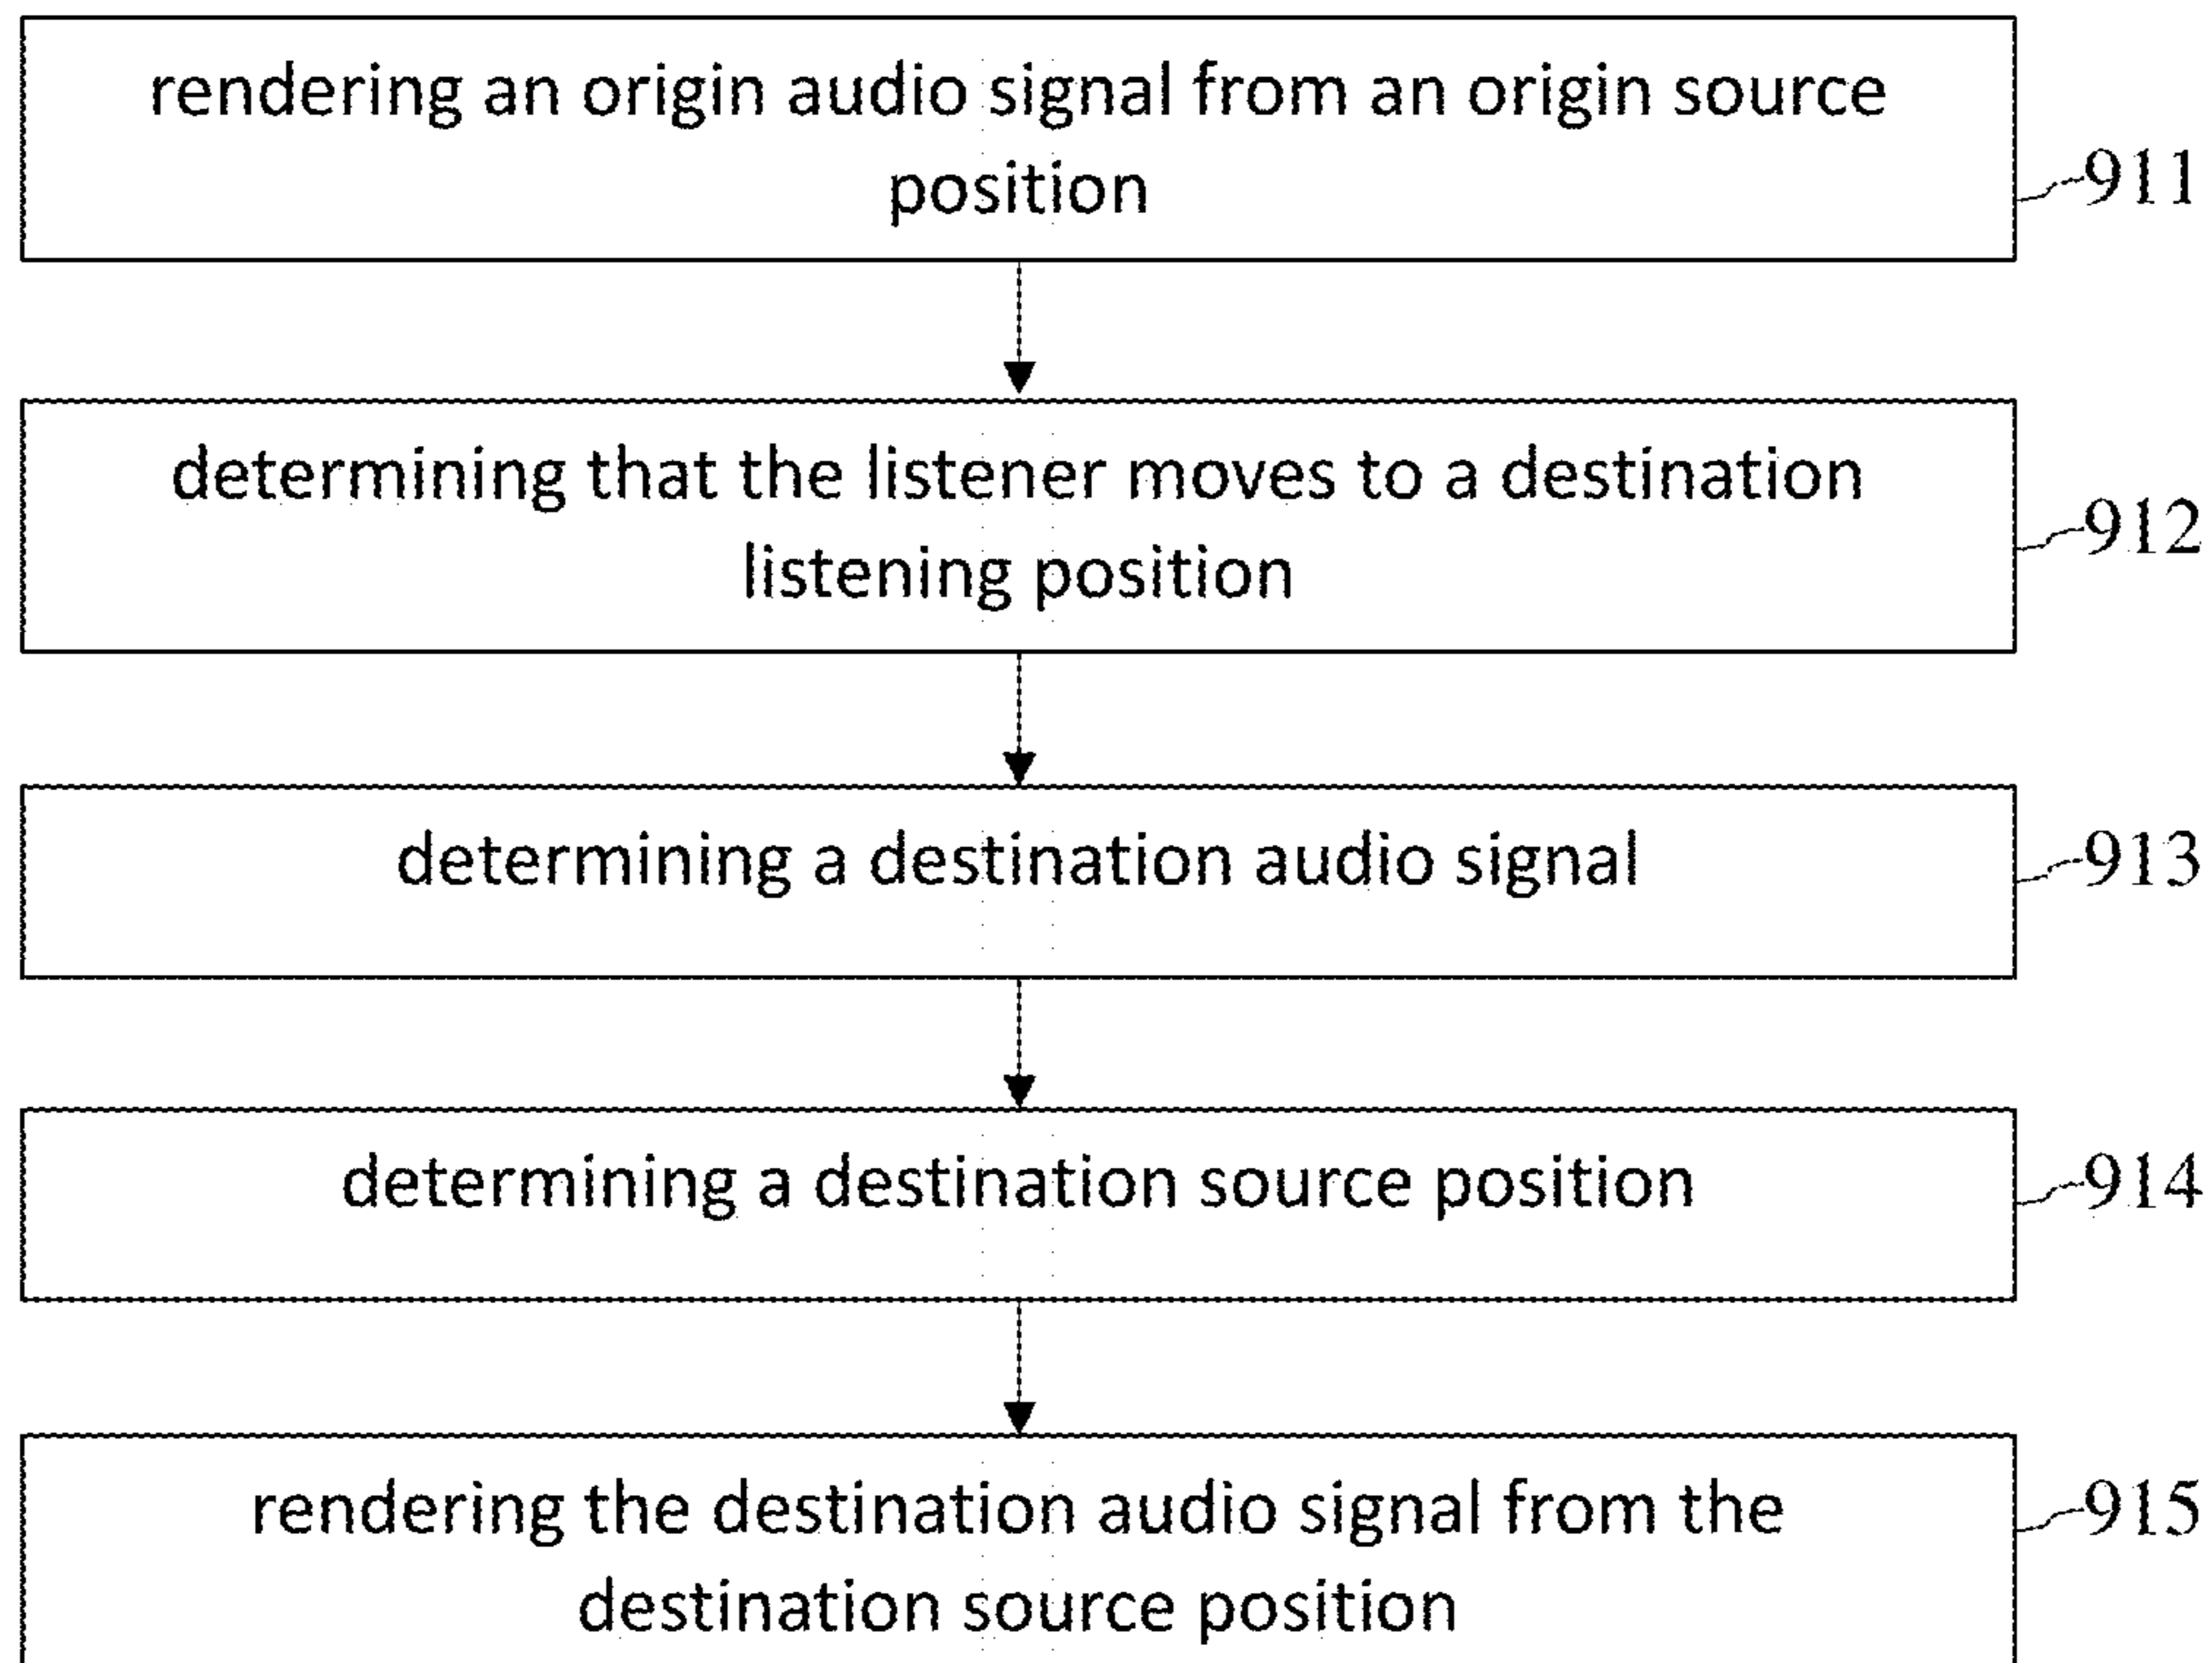 rendering an origin audio signal from an origin source
position
911
determining that the listener moves to a destination
listening position
912
determining a destination audio signal
913
determining a destination source position
914
rendering the destination audio signal from the
destination source position
915